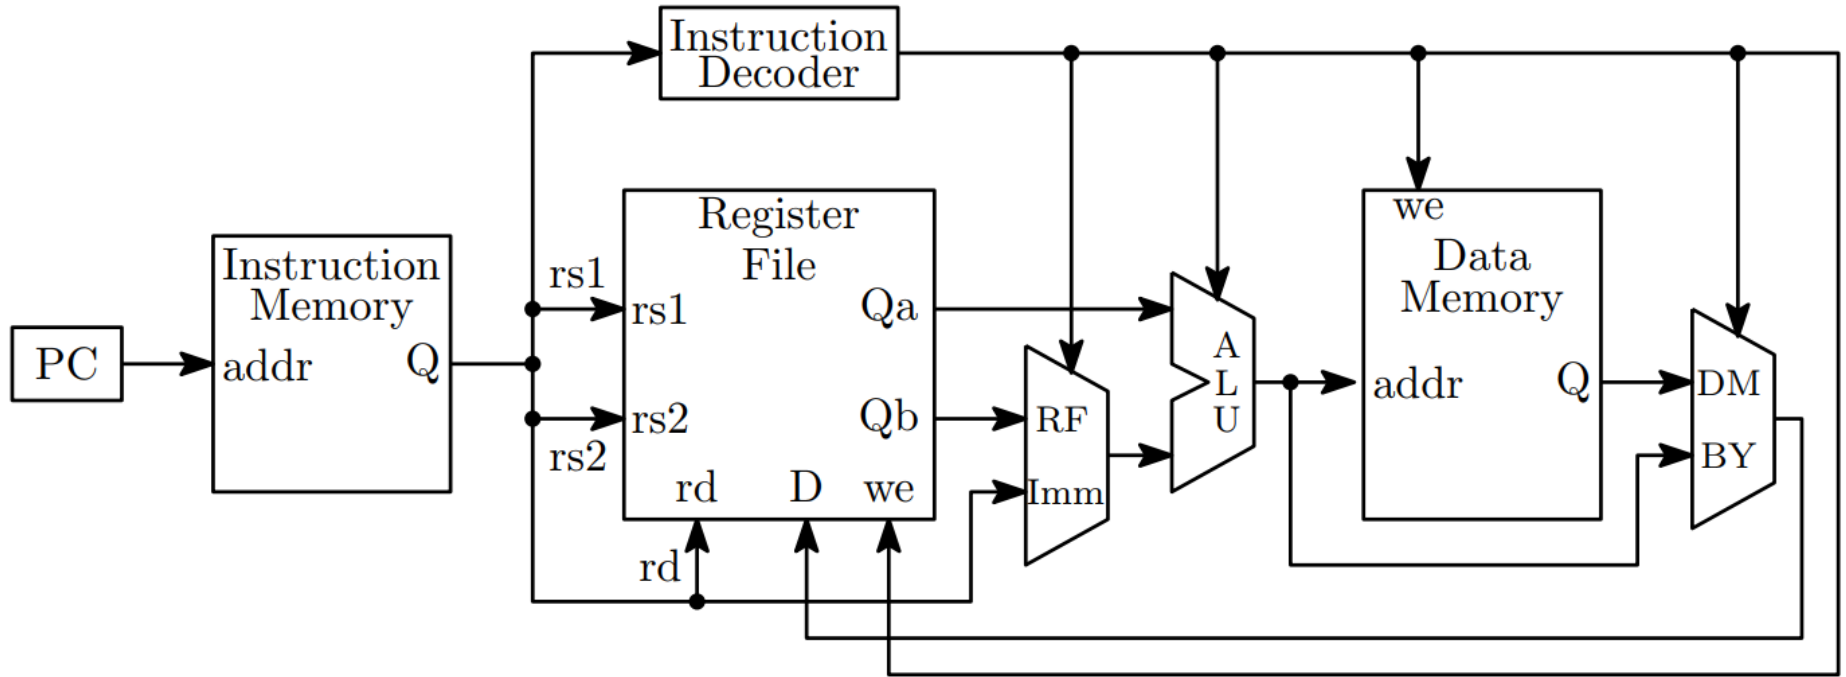 Instruction
Decoder
PC
Instruction
Memory
addr
Q
rs1
rs2
Register
File
rs1
Qa
rs2
Qb
rd
D
we
rd
RF
Imm
A
L
U
we
Data
Memory
addr
Q
DM
BY